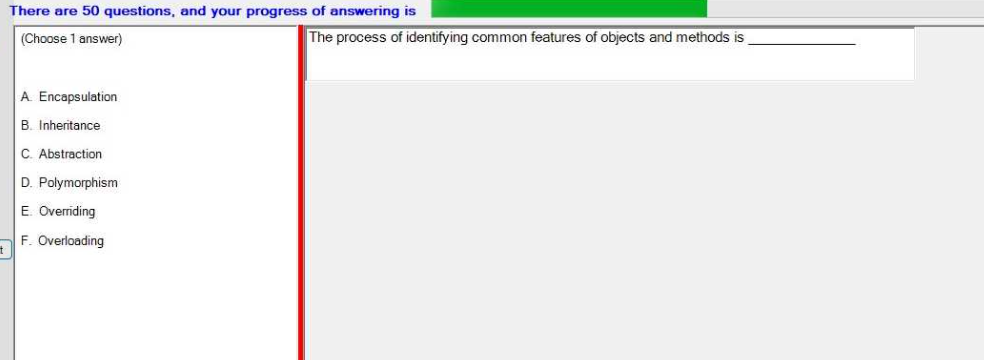 There are 50 questions, and your progress of answering is
(Choose 1 answer)
The process of identifying common features of objects and methods is ______________
A. Encapsulation
B. Inheritance
C. Abstraction
D. Polymorphism
E. Overriding
F. Overloading
t